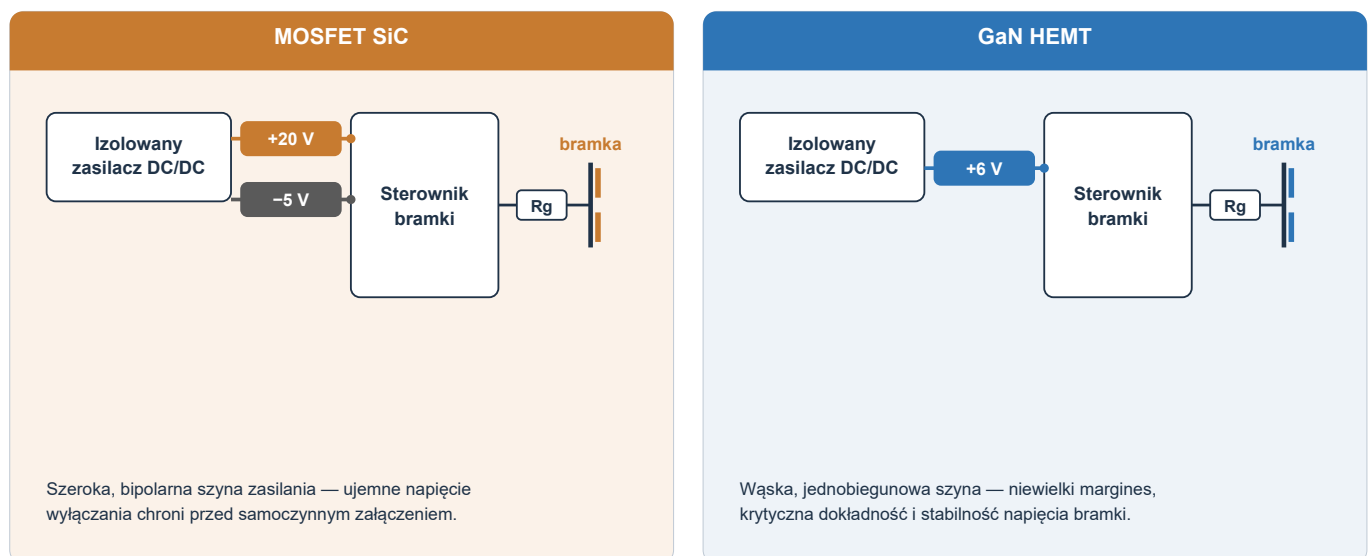 MOSFET SiC
Izolowany
zasilacz DC/DC
+20 V
−5 V
Sterownik
bramki
Rg
bramka
Szeroka, bipolarna szyna zasilania — ujemne napięcie
wyłączania chroni przed samoczynnym załączeniem.
GaN HEMT
Izolowany
zasilacz DC/DC
+6 V
Sterownik
bramki
Rg
bramka
Wąska, jednobiegunowa szyna — niewielki margines,
krytyczna dokładność i stabilność napięcia bramki.